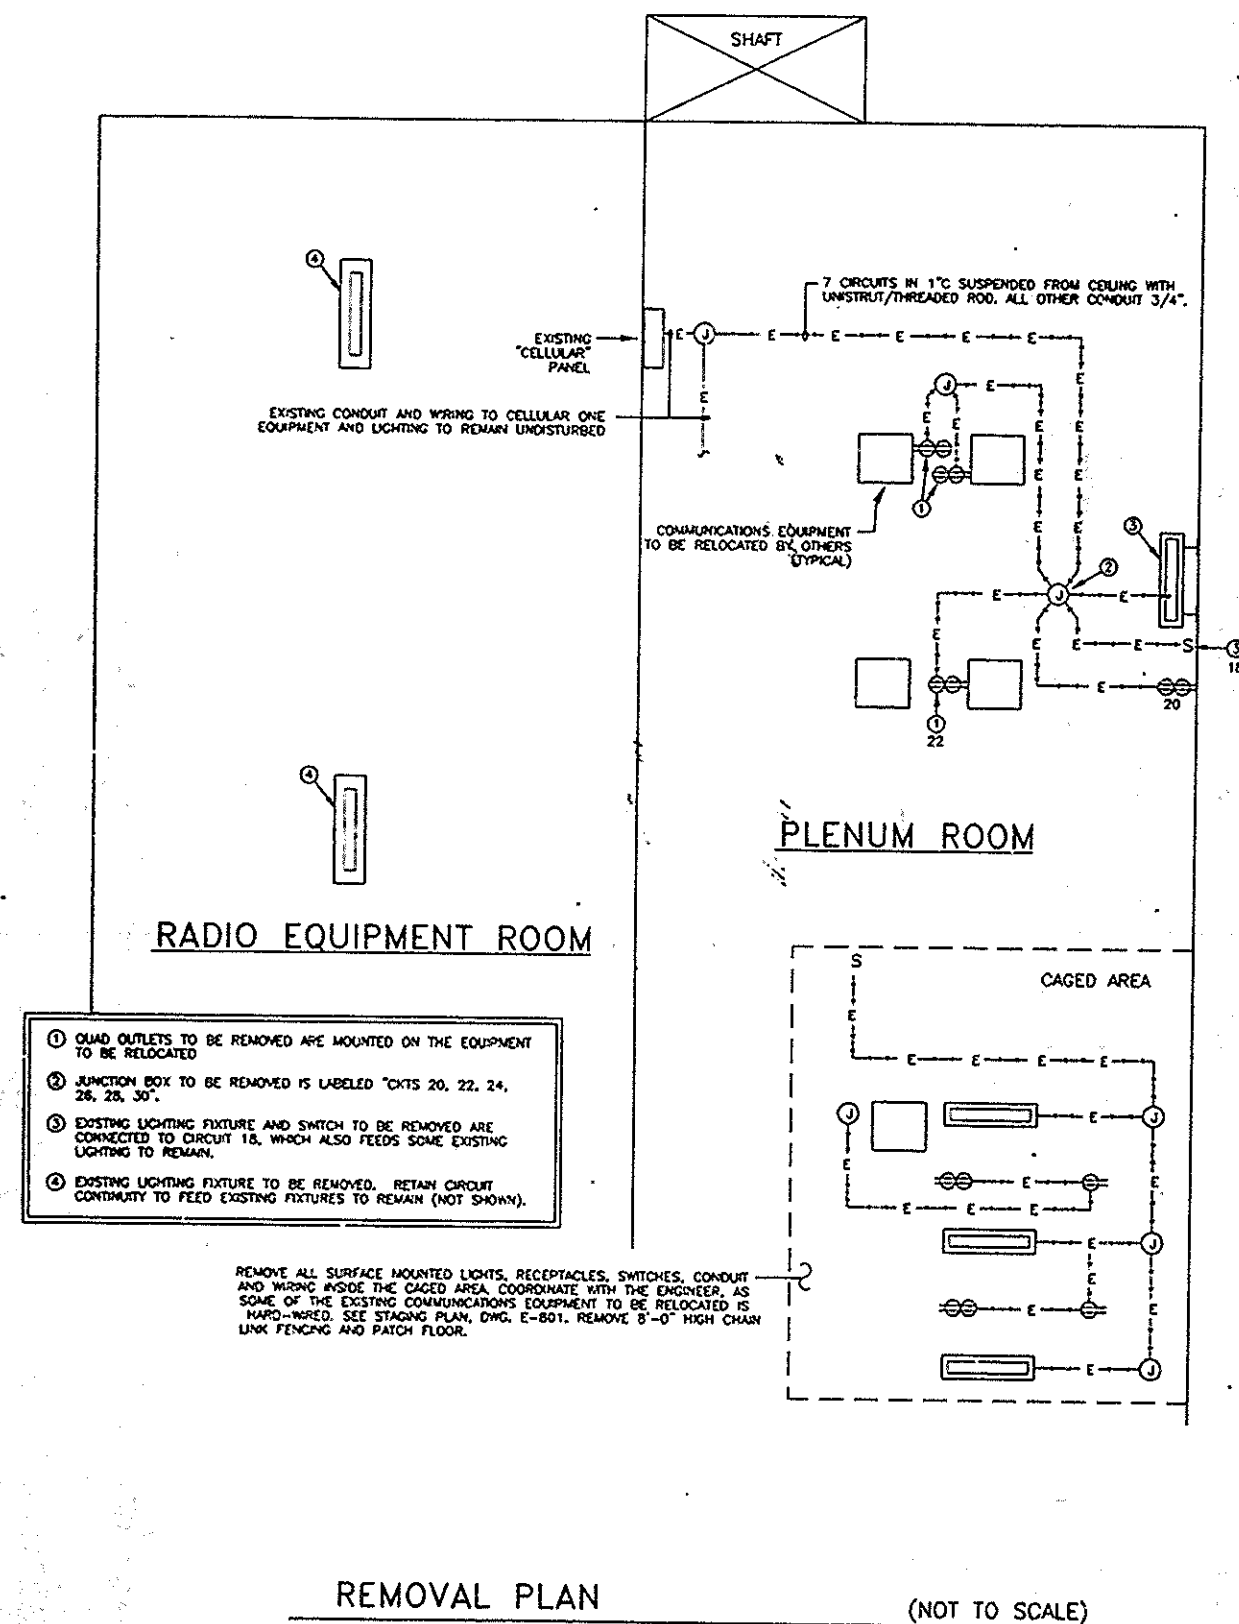 SHAFT
④
7 CIRCUITS IN 1"C SUSPENDED FROM CEILING WITH
UNISTRUT/THREADED ROD. ALL OTHER CONDUIT 3/4".
EXISTING
"CELLULAR"
PANEL
E J E E E E E
E
E
EXISTING CONDUIT AND WIRING TO CELLULAR ONE
EQUIPMENT AND LIGHTING TO REMAIN UNDISTURBED
J E
E E E E
E E
①
COMMUNICATIONS EQUIPMENT
TO BE RELOCATED BY OTHERS
(TYPICAL)
E E
③
②
E J E
E
E E E S
③
18
E
20
①
22
④
PLENUM ROOM
RADIO EQUIPMENT ROOM
S
CAGED AREA
E
E E E E
J E J
E
E
E
E E E
E J
E
E
E
E J
① QUAD OUTLETS TO BE REMOVED ARE MOUNTED ON THE EQUIPMENT
TO BE RELOCATED
② JUNCTION BOX TO BE REMOVED IS LABELED "CKTS 20, 22, 24,
26, 28, 30".
③ EXISTING LIGHTING FIXTURE AND SWITCH TO BE REMOVED ARE
CONNECTED TO CIRCUIT 18, WHICH ALSO FEEDS SOME EXISTING
LIGHTING TO REMAIN.
④ EXISTING LIGHTING FIXTURE TO BE REMOVED. RETAIN CIRCUIT
CONTINUITY TO FEED EXISTING FIXTURES TO REMAIN (NOT SHOWN).
REMOVE ALL SURFACE MOUNTED LIGHTS, RECEPTACLES, SWITCHES, CONDUIT
AND WIRING INSIDE THE CAGED AREA, COORDINATE WITH THE ENGINEER, AS
SOME OF THE EXISTING COMMUNICATIONS EQUIPMENT TO BE RELOCATED IS
HARD-WIRED. SEE STAGING PLAN, DWG. E-801. REMOVE 8'-0" HIGH CHAIN
LINK FENCING AND PATCH FLOOR.
REMOVAL PLAN
(NOT TO SCALE)